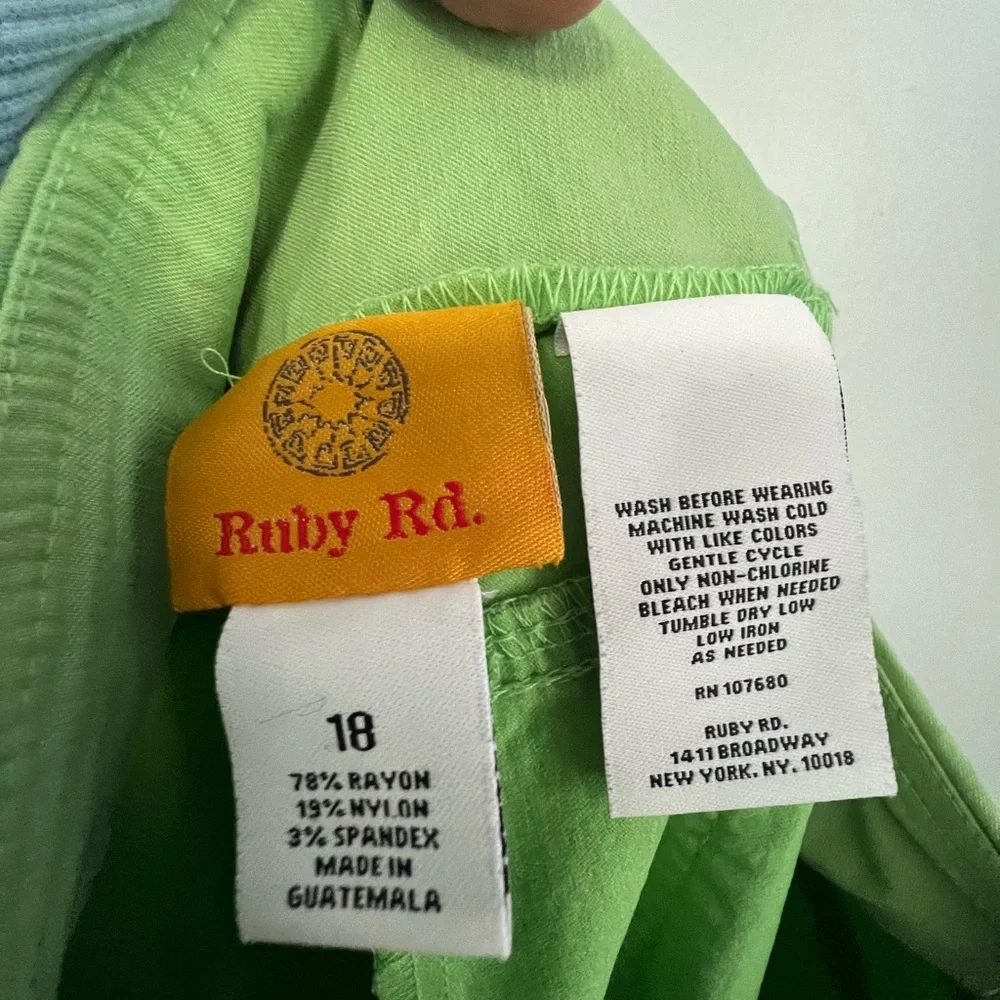 Ruby Rd.
18
78% RAYON
19% NYLON
3% SPANDEX
MADE IN
GUATEMALA
WASH BEFORE WEARING
MACHINE WASH COLD
WITH LIKE COLORS
GENTLE CYCLE
ONLY NON-CHLORINE
BLEACH WHEN NEEDED
TUMBLE DRY LOW
LOW IRON
AS NEEDED
RN 107680
RUBY RD.
1411 BROADWAY
NEW YORK. NY. 10018